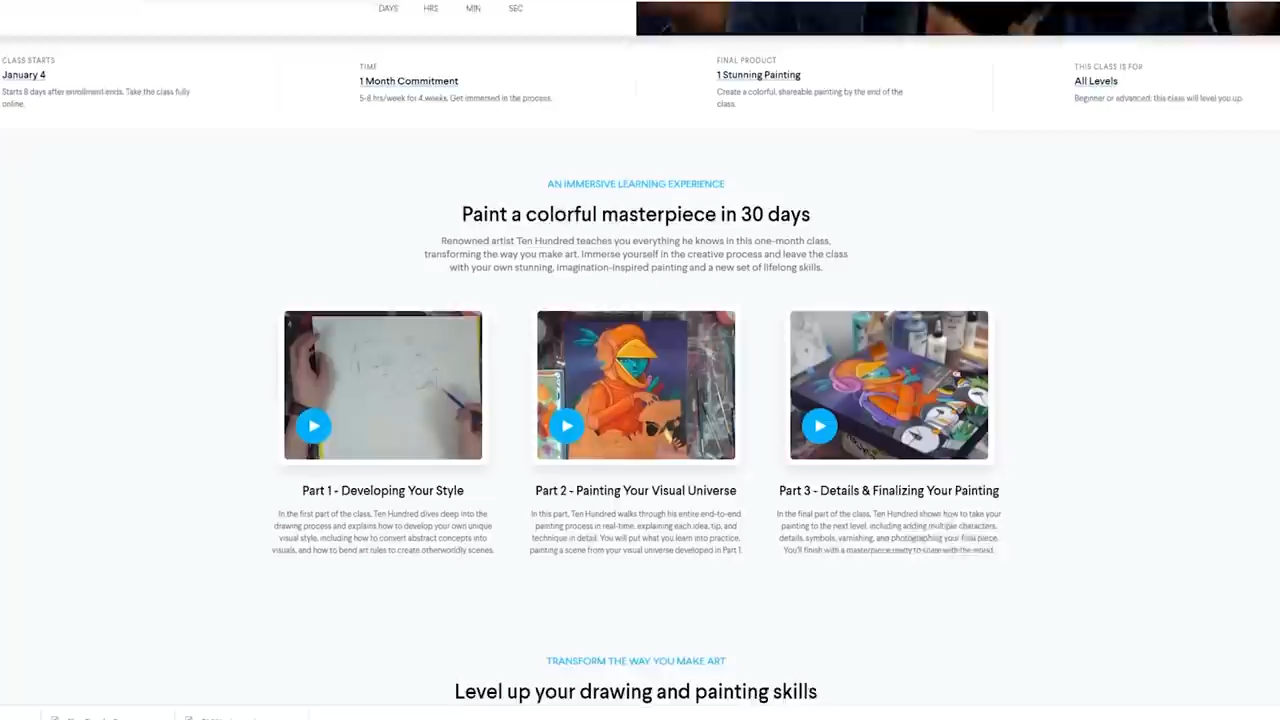 DAYS HRS MIN SEC
CLASS STARTS
January 4
Starts 8 days after enrollment ends. Take the class fully
online.
TIME
1 Month Commitment
5-8 hrs/week for 4 weeks. Get immersed in the process.
FINAL PRODUCT
1 Stunning Painting
Create a colorful, shareable painting by the end of the
class.
THIS CLASS IS FOR
All Levels
Beginner or advanced, this class will level you up.
AN IMMERSIVE LEARNING EXPERIENCE
Paint a colorful masterpiece in 30 days
Renowned artist Ten Hundred teaches you everything he knows in this one-month class,
transforming the way you make art. Immerse yourself in the creative process and leave the class
with your own stunning, imagination-inspired painting and a new set of lifelong skills.
Part 1 - Developing Your Style
In the first part of the class, Ten Hundred dives deep into the
drawing process and explains how to develop your own unique
visual style, including how to convert abstract concepts into
visuals, and how to bend art rules to create otherworldly scenes.
Part 2 - Painting Your Visual Universe
In this part, Ten Hundred walks through his entire end-to-end
painting process in real-time, explaining each idea, tip, and
technique in detail. You will put what you learn into practice,
painting a scene from your visual universe developed in Part 1.
Part 3 - Details & Finalizing Your Painting
In the final part of the class, Ten Hundred shows how to take your
painting to the next level, including adding multiple characters,
details, symbols, varnishing, and photographing your final piece.
You'll finish with a masterpiece ready to share with the world.
TRANSFORM THE WAY YOU MAKE ART
Level up your drawing and painting skills